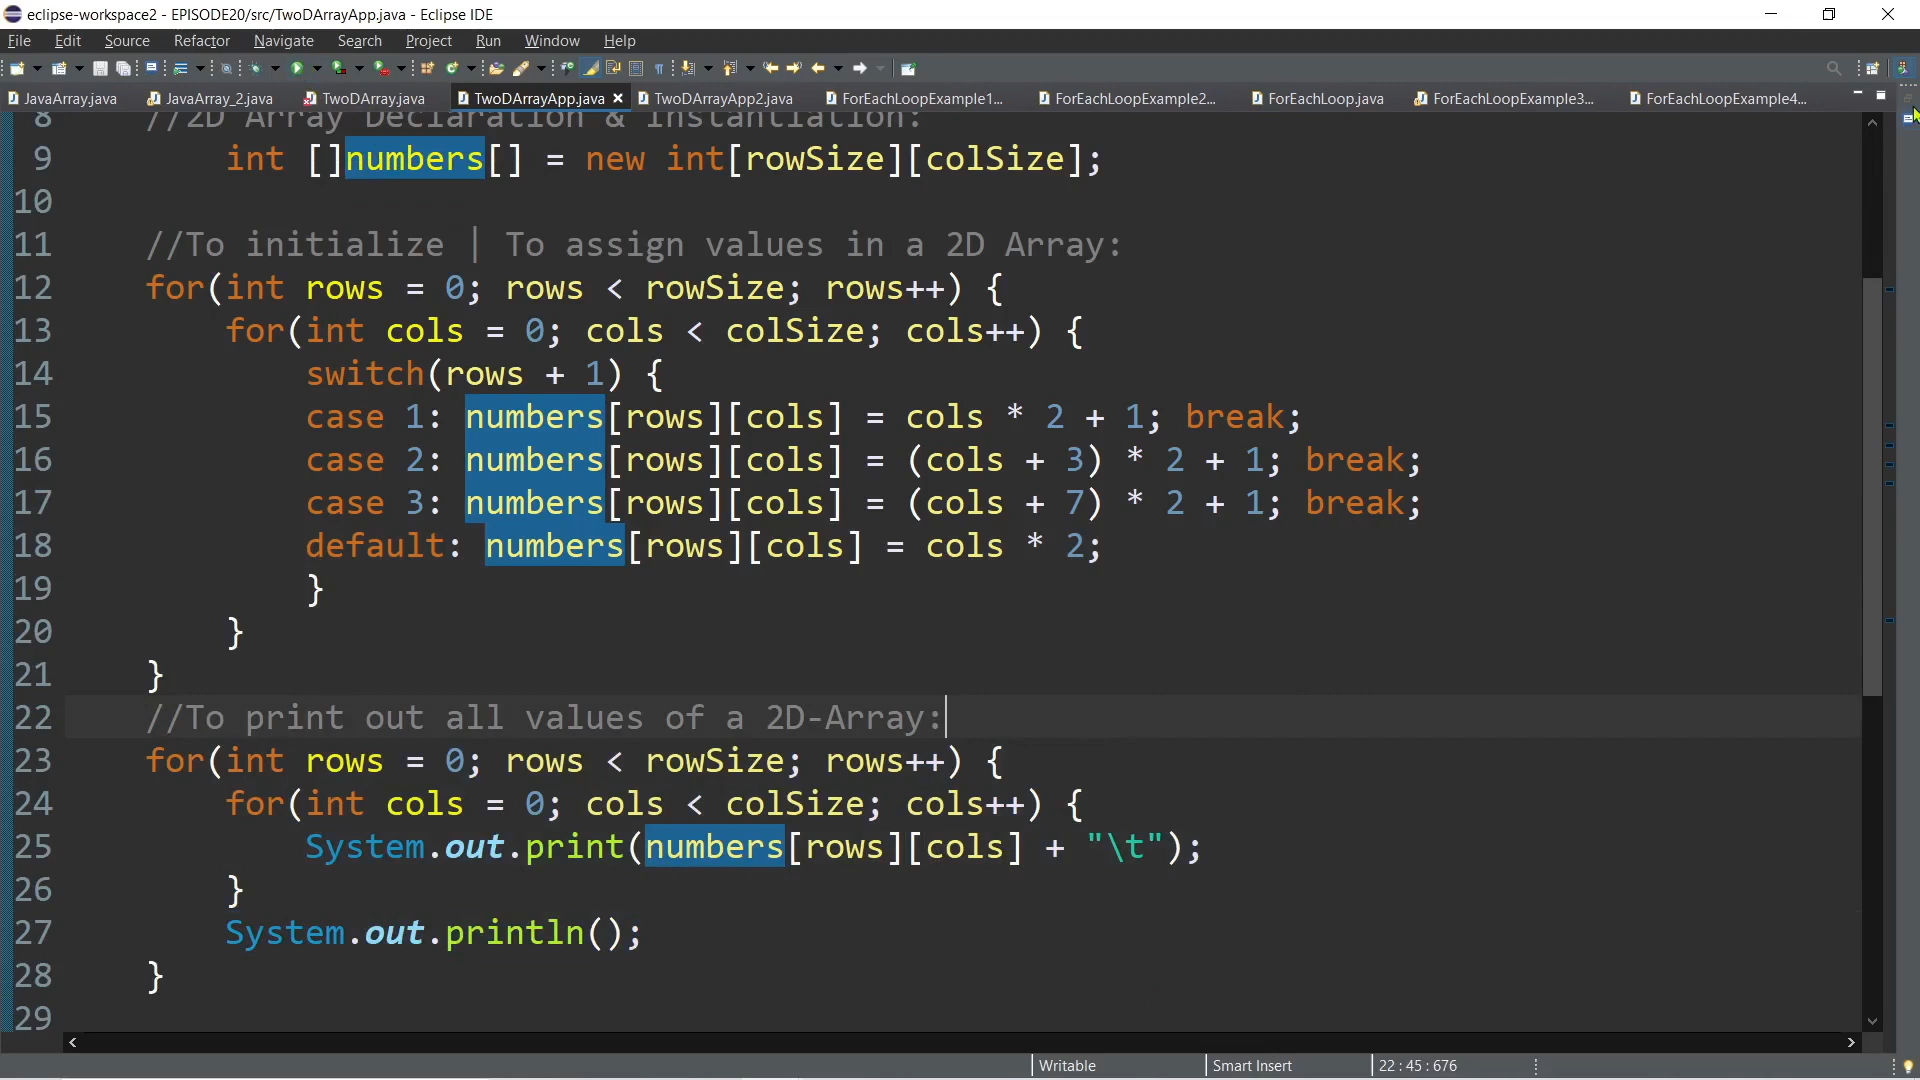 eclipse-workspace2 - EPISODE20/src/TwoDArrayApp.java - Eclipse IDE
File Edit Source Refactor Navigate Search Project Run Window Help
JavaArray.java JavaArray_2.java TwoDArray.java TwoDArrayApp.java TwoDArrayApp2.java ForEachLoopExample1... ForEachLoopExample2... ForEachLoop.java ForEachLoopExample3... ForEachLoopExample4...
8 //2D Array Declaration & Instantiation:
9 int []numbers[] = new int[rowSize][colSize];
10
11 //To initialize | To assign values in a 2D Array:
12 for(int rows = 0; rows < rowSize; rows++) {
13 for(int cols = 0; cols < colSize; cols++) {
14 switch(rows + 1) {
15 case 1: numbers[rows][cols] = cols * 2 + 1; break;
16 case 2: numbers[rows][cols] = (cols + 3) * 2 + 1; break;
17 case 3: numbers[rows][cols] = (cols + 7) * 2 + 1; break;
18 default: numbers[rows][cols] = cols * 2;
19 }
20 }
21 }
22 //To print out all values of a 2D-Array:
23 for(int rows = 0; rows < rowSize; rows++) {
24 for(int cols = 0; cols < colSize; cols++) {
25 System.out.print(numbers[rows][cols] + "\t");
26 }
27 System.out.println();
28 }
29
Writable Smart Insert 22 : 45 : 676